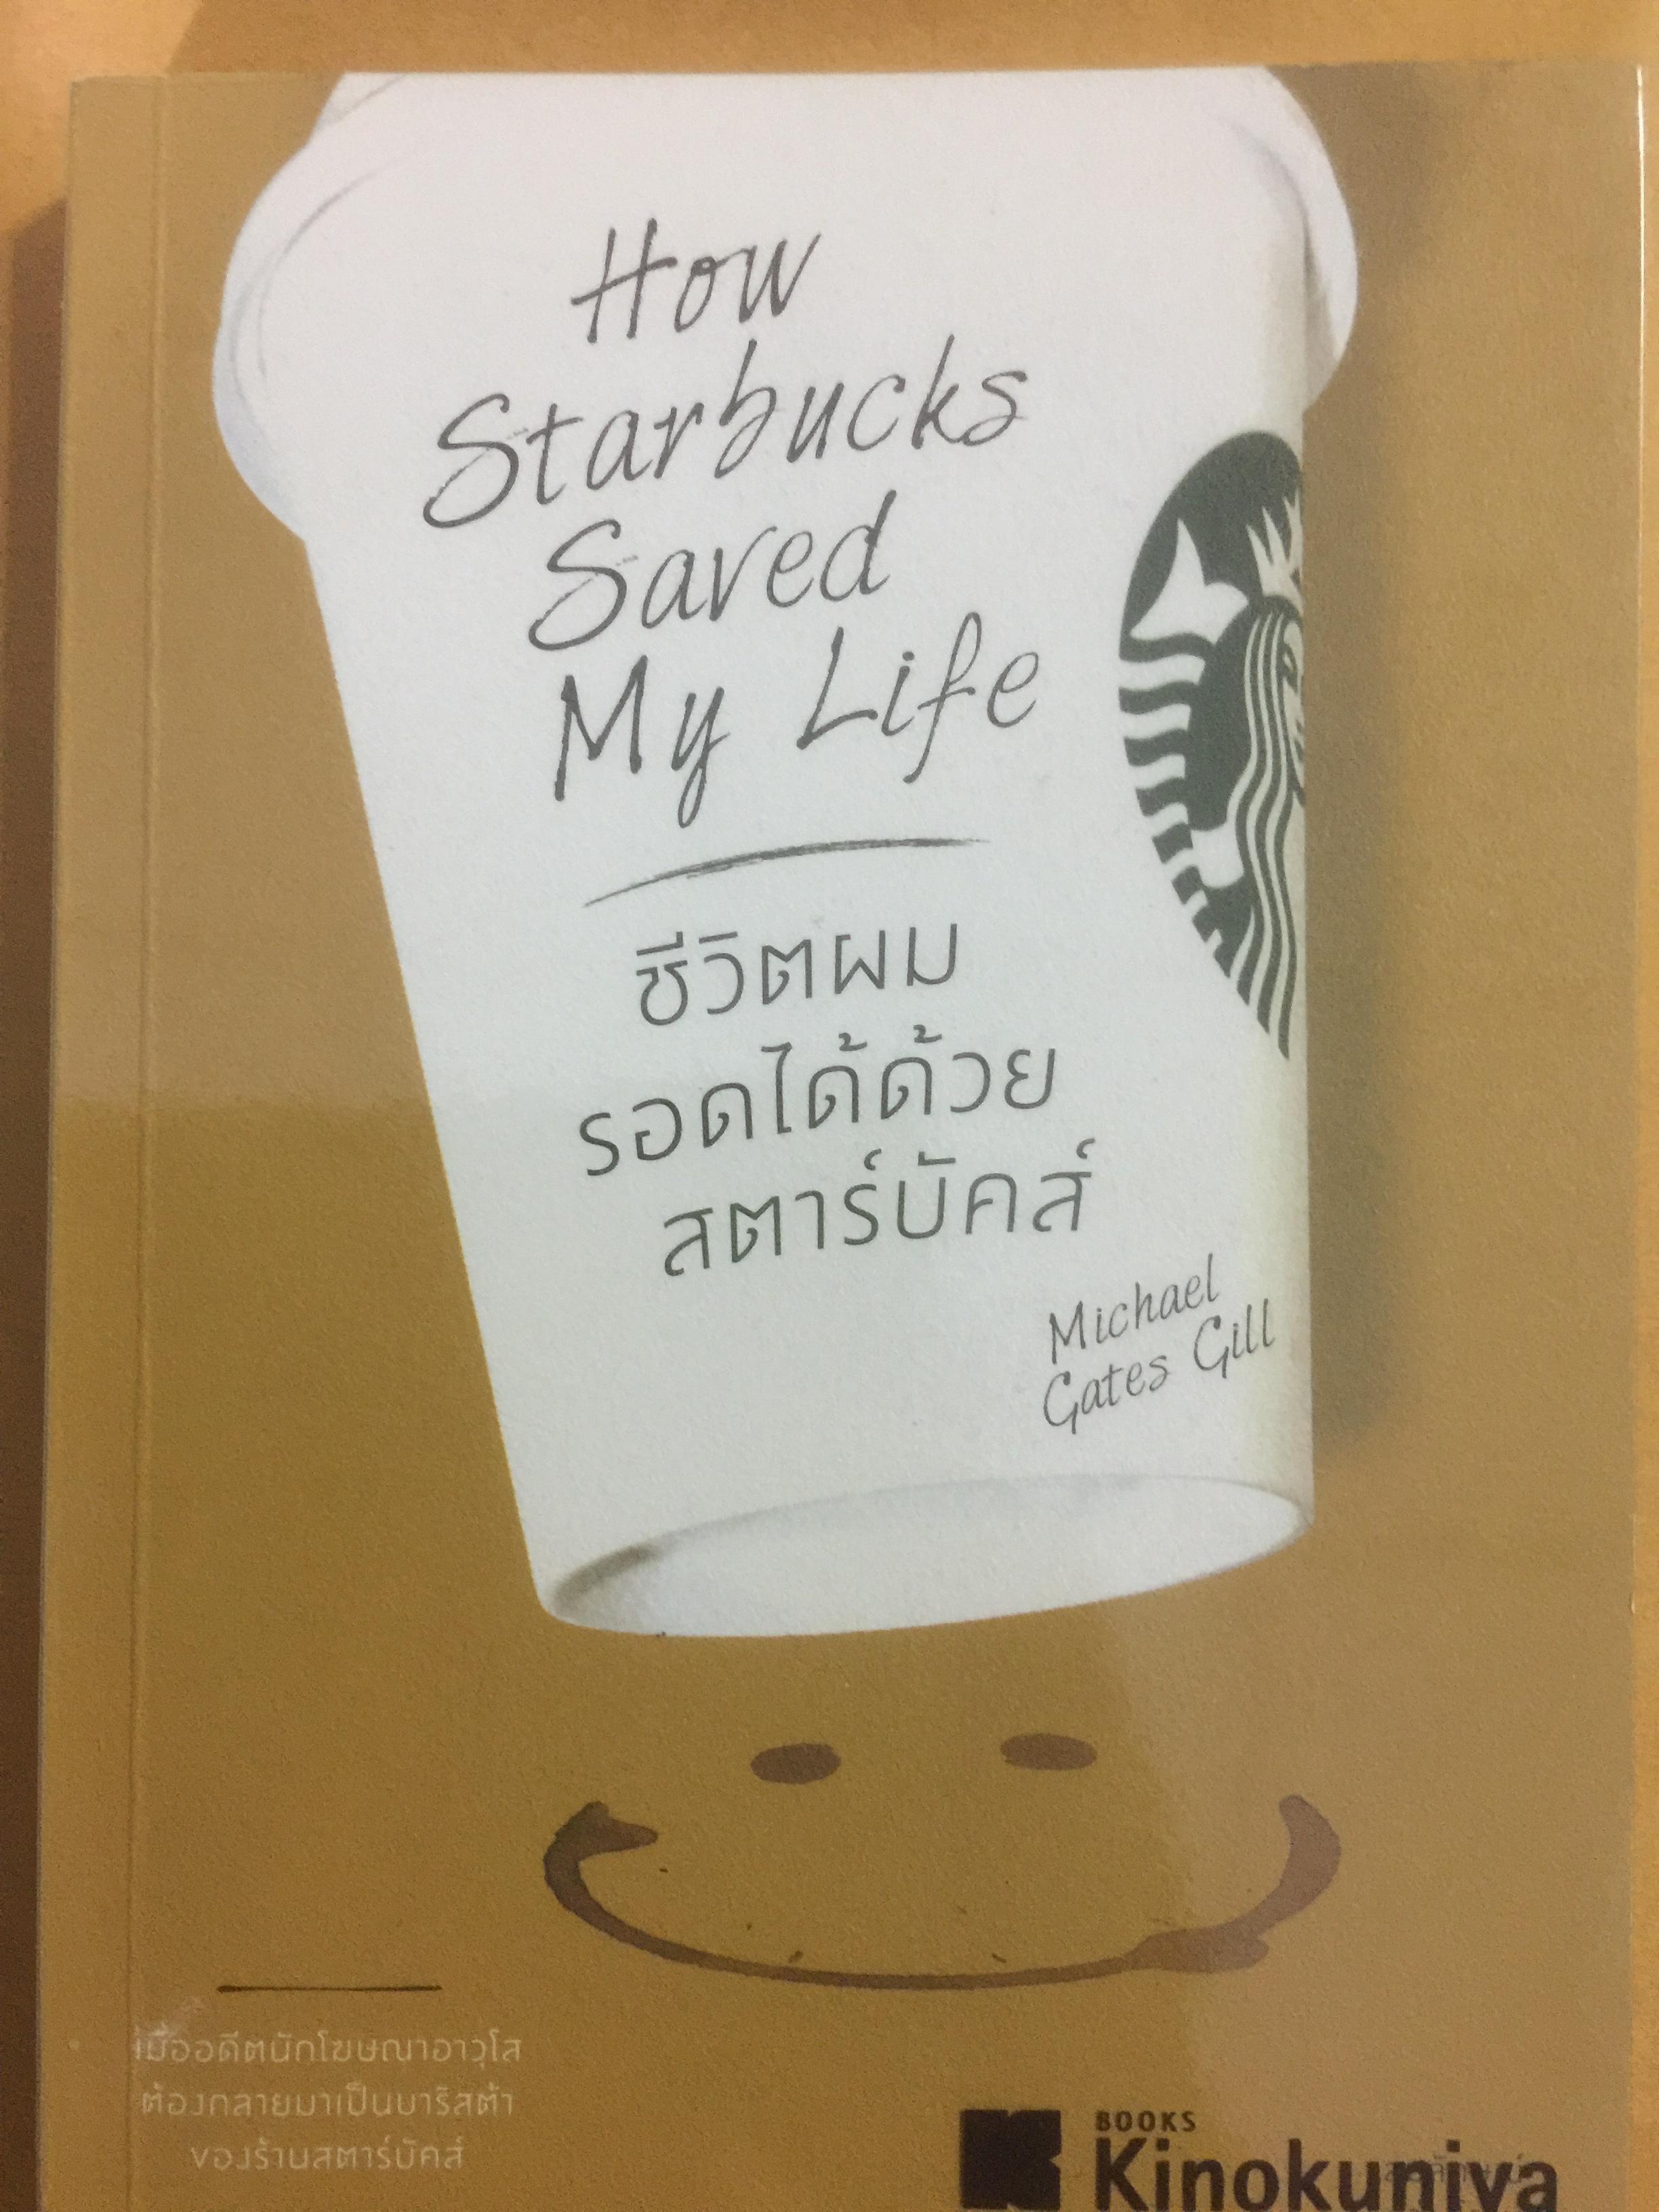 How
Starbucks
Saved
My Life
ชีวิตผม
รอดได้ด้วย
สตาร์บัคส์
Michael
Gates Gill
เมื่ออดีตนักโฆษณาอาวุโส
ต้องกลายมาเป็นบาริสต้า
ของร้านสตาร์บัคส์
BOOKS
Kinokuniya